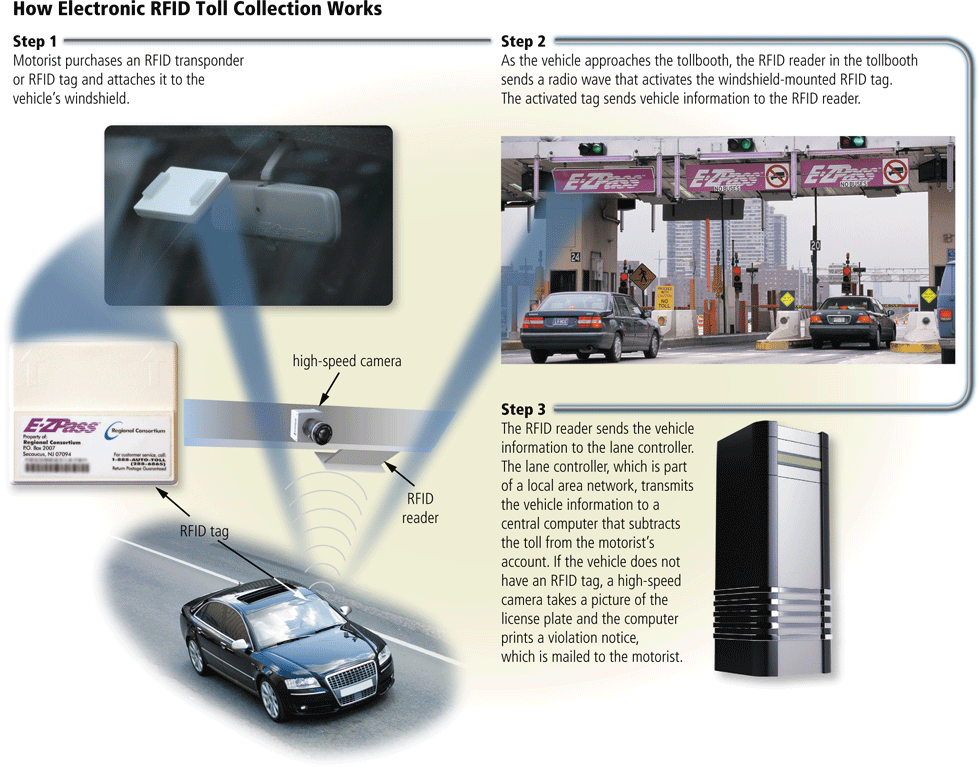 How Electronic RFID Toll Collection Works
Step 1
Motorist purchases an RFID transponder
or RFID tag and attaches it to the
vehicle's windshield.
Step 2
As the vehicle approaches the tollbooth, the RFID reader in the tollbooth
sends a radio wave that activates the windshield-mounted RFID tag.
The activated tag sends vehicle information to the RFID reader.
E-ZPass
E-ZPass
NO BUSES
E-ZPass
NO BUSES
24
20
NO
TOLL
high-speed camera
E-ZPass
Regional Consortium
Property of:
Regional Consortium
P.O. Box 2007
Secaucus, NJ 07094
For customer service, call:
1-888-AUTO-TOLL
(288-6865)
Return Postage Guaranteed
RFID
reader
RFID tag
Step 3
The RFID reader sends the vehicle
information to the lane controller.
The lane controller, which is part
of a local area network, transmits
the vehicle information to a
central computer that subtracts
the toll from the motorist's
account. If the vehicle does not
have an RFID tag, a high-speed
camera takes a picture of the
license plate and the computer
prints a violation notice,
which is mailed to the motorist.